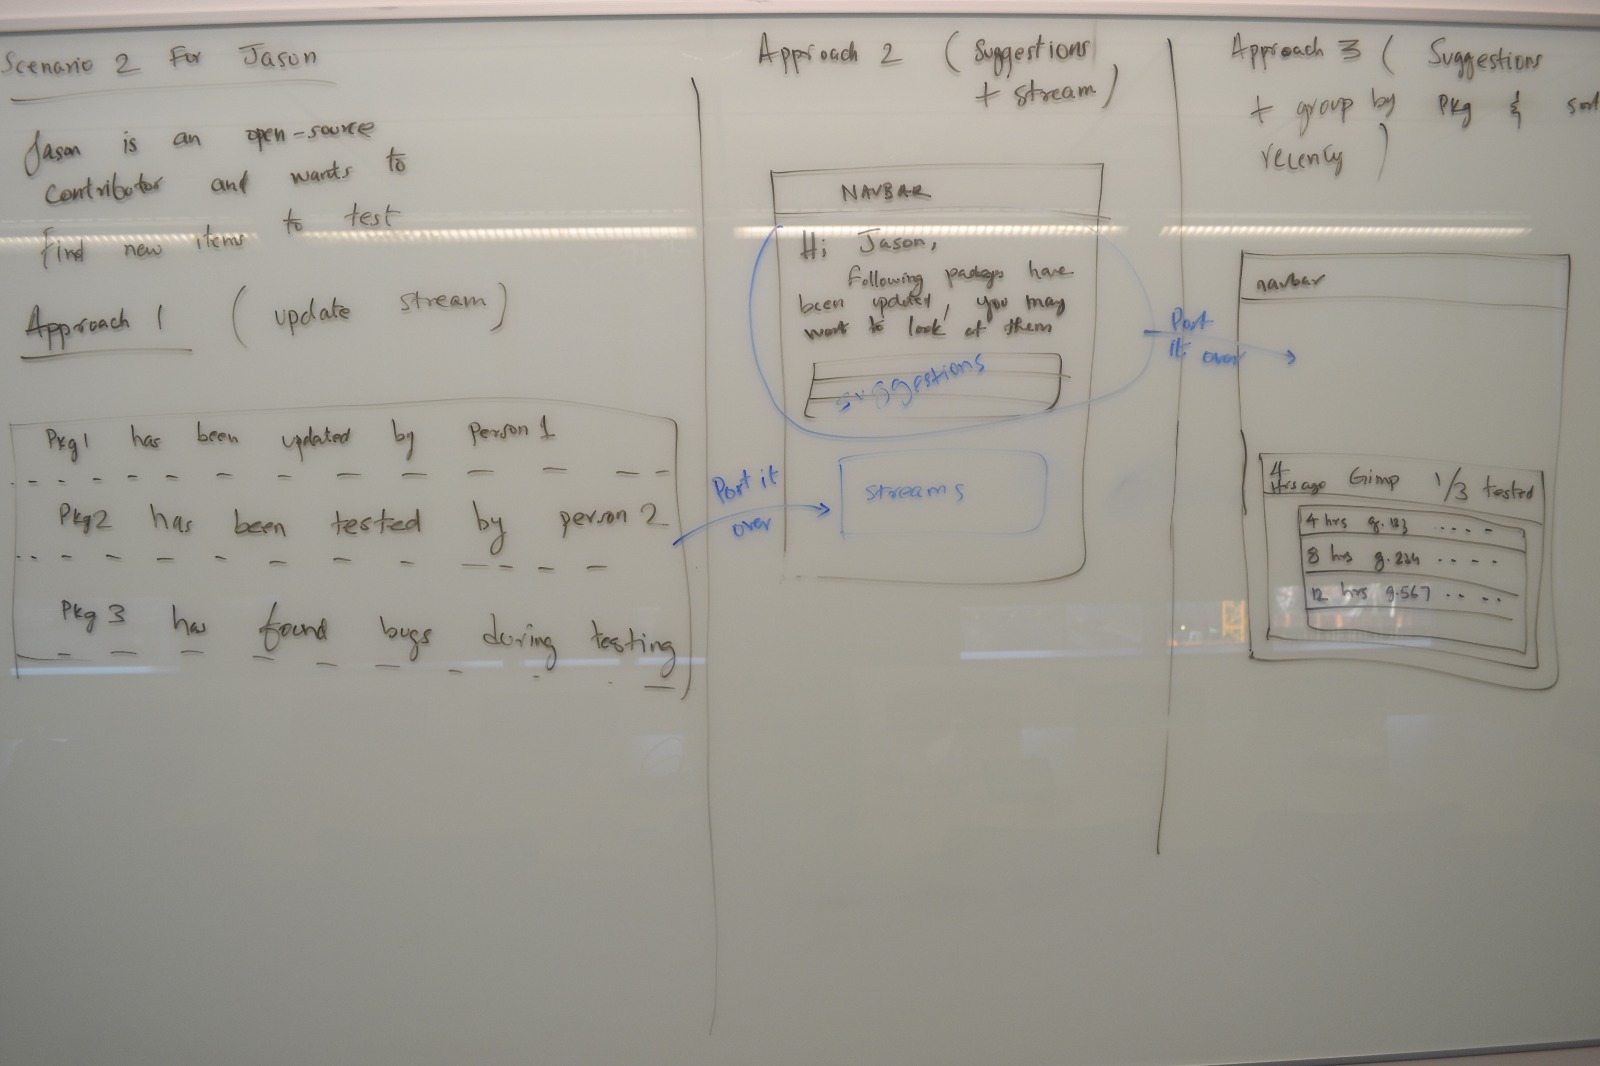 Scenario 2 For Jason
Jason is an open-source
contributor and wants to
find new items to test
Approach 1 (update stream)
Pkg1 has been updated by person 1
Pkg2 has been tested by person 2
Pkg 3 has found bugs during testing
Port it
over
Approach 2 (suggestions
+ stream)
NAVBAR
Hi Jason,
Following packages have
been updated, you may
want to look at them
suggestions
streams
Port
it over
Approach 3 (Suggestions
+ group by Pkg & sort
recency)
navbar
4
Hrs ago Gimp 1/3 tested
4 hrs g.123 ....
8 hrs g.234 ....
12 hrs g.567 ....